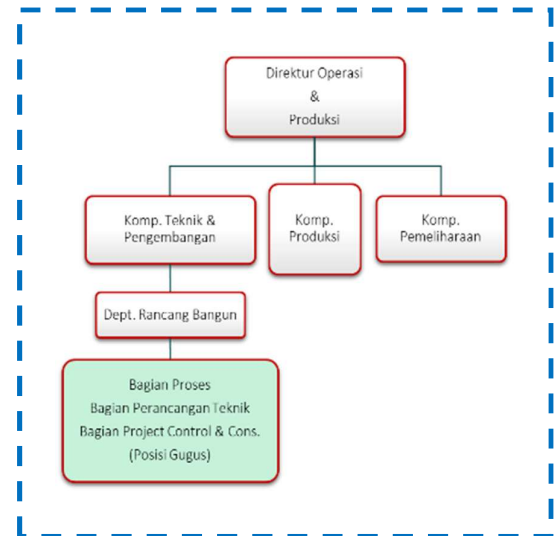 Direktur Operasi
&
Produksi
Komp. Teknik &
Pengembangan
Komp.
Produksi
Komp.
Pemeliharaan
Dept. Rancang Bangun
Bagian Proses
Bagian Perancangan Teknik
Bagian Project Control & Cons.
(Posisi Gugus)